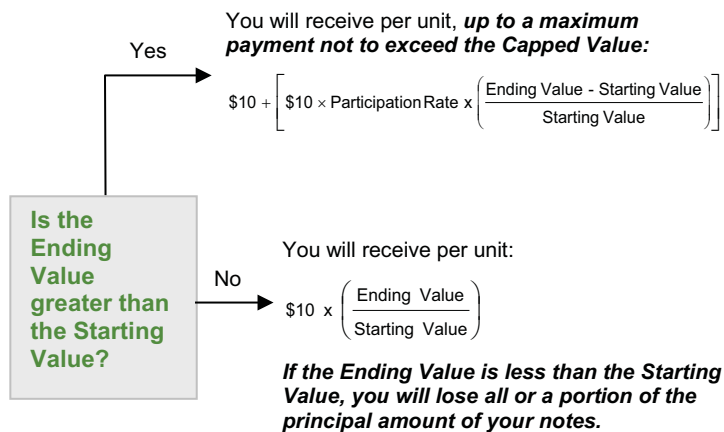 You will receive per unit, up to a maximum
payment not to exceed the Capped Value:
Yes
$10 + [ $10 × Participation Rate x ( Ending Value - Starting Value / Starting Value ) ]
Is the
Ending
Value
greater than
the Starting
Value?
No
You will receive per unit:
$10 x ( Ending Value / Starting Value )
If the Ending Value is less than the Starting
Value, you will lose all or a portion of the
principal amount of your notes.